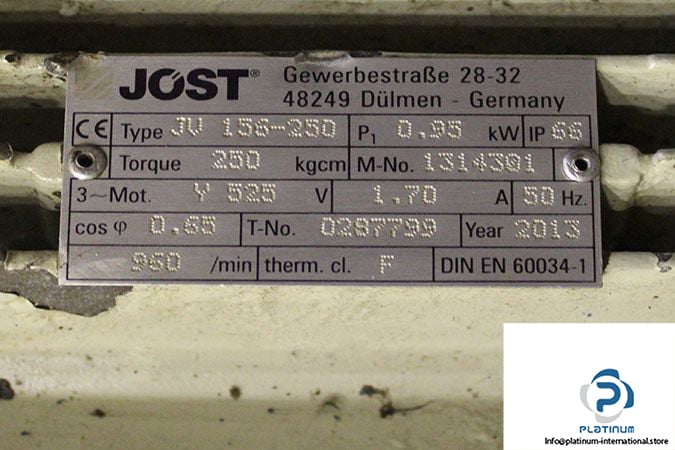 JÖST® Gewerbestraße 28-32
48249 Dülmen - Germany
CE Type JV 156-250 P₁ 0.95 kW IP 66
Torque 250 kgcm M-No. 1314301
3~Mot. Y 525 V 1.70 A 50 Hz.
cos φ 0.65 T-No. 0287799 Year 2013
960 /min therm. cl. F DIN EN 60034-1
PLATINUM
Info@platinum-international.store